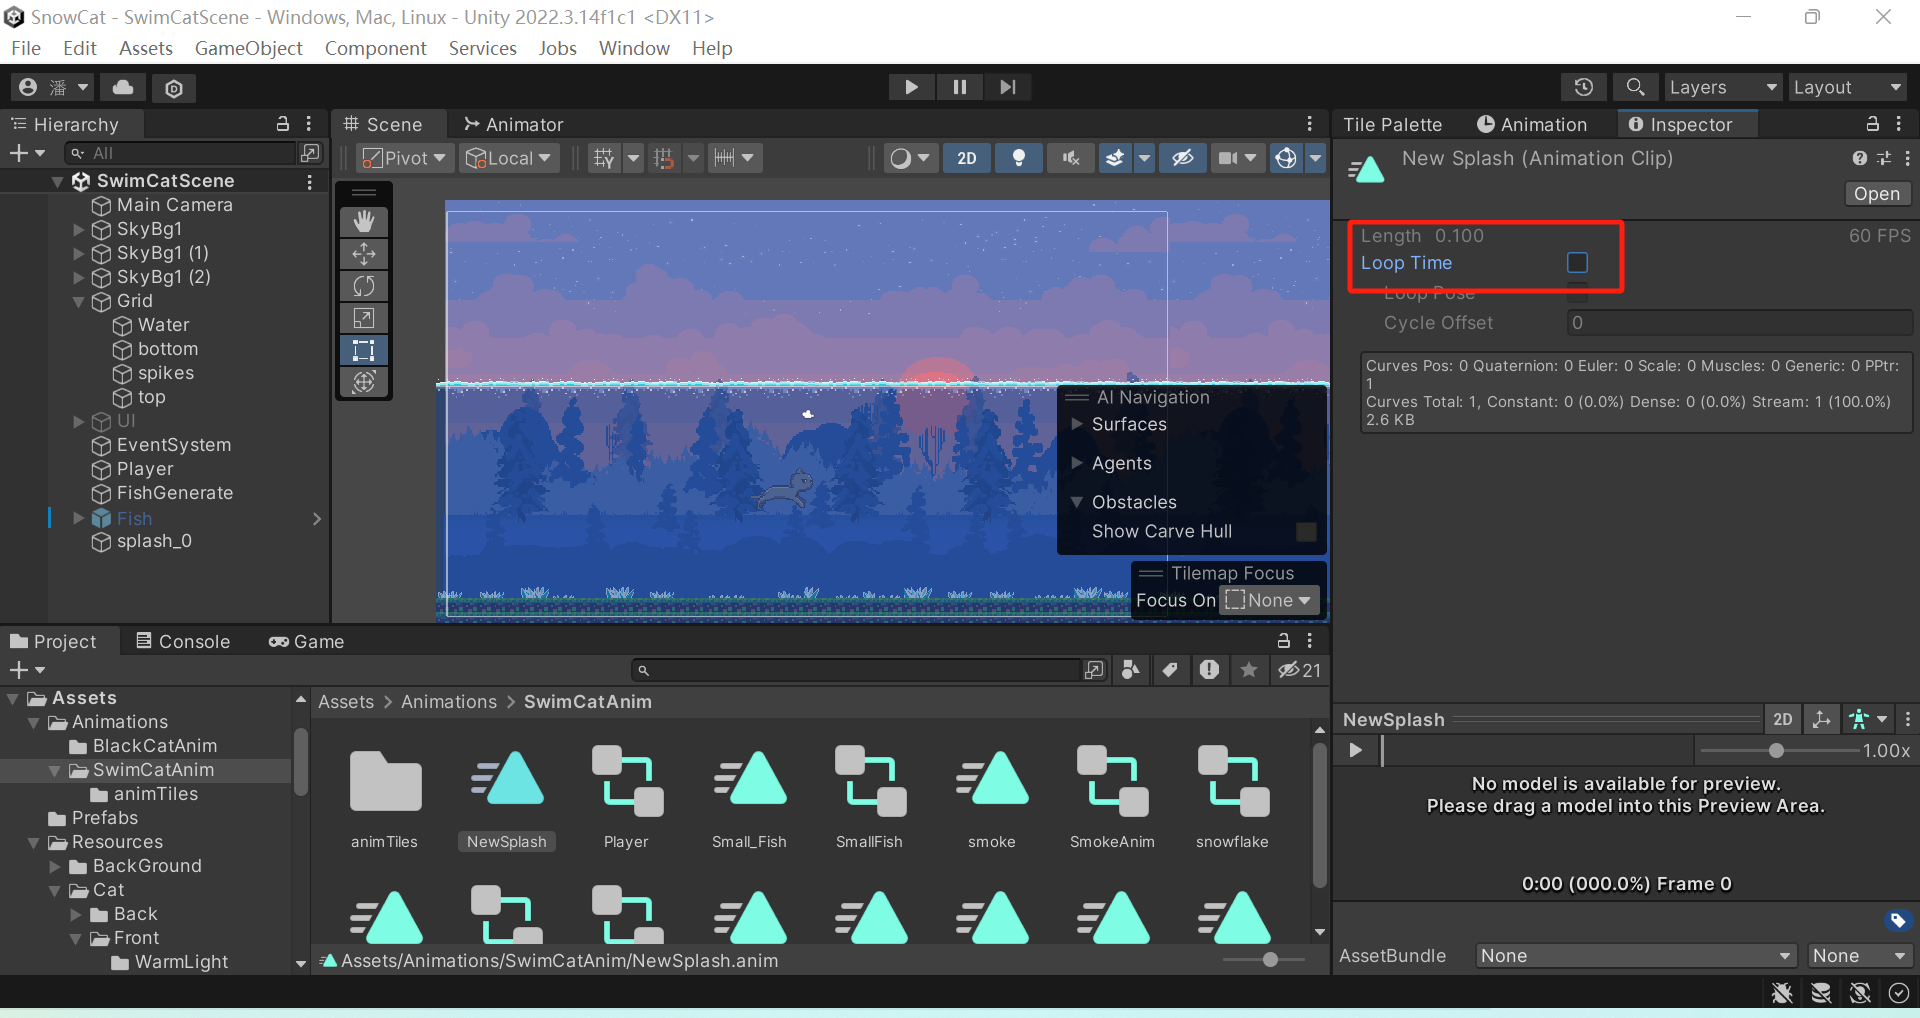 SnowCat - SwimCatScene - Windows, Mac, Linux - Unity 2022.3.14f1c1 <DX11>
File Edit Assets GameObject Component Services Jobs Window Help
潘 Layers Layout
Hierarchy
All
SwimCatScene
Main Camera
SkyBg1
SkyBg1 (1)
SkyBg1 (2)
Grid
Water
bottom
spikes
top
UI
EventSystem
Player
FishGenerate
Fish
splash_0
Scene Animator
Pivot Local 2D
AI Navigation
Surfaces
Agents
Obstacles
Show Carve Hull
Tilemap Focus
Focus On None
Tile Palette Animation Inspector
New Splash (Animation Clip)
Open
Length 0.100 60 FPS
Loop Time
Loop Pose
Cycle Offset 0
Curves Pos: 0 Quaternion: 0 Euler: 0 Scale: 0 Muscles: 0 Generic: 0 PPtr:
1
Curves Total: 1, Constant: 0 (0.0%) Dense: 0 (0.0%) Stream: 1 (100.0%)
2.6 KB
Project Console Game
21
Assets
Animations
BlackCatAnim
SwimCatAnim
animTiles
Prefabs
Resources
BackGround
Cat
Back
Front
WarmLight
Assets > Animations > SwimCatAnim
animTiles NewSplash Player Small_Fish SmallFish smoke SmokeAnim snowflake
Assets/Animations/SwimCatAnim/NewSplash.anim
NewSplash 2D
1.00x
No model is available for preview.
Please drag a model into this Preview Area.
0:00 (000.0%) Frame 0
AssetBundle None None